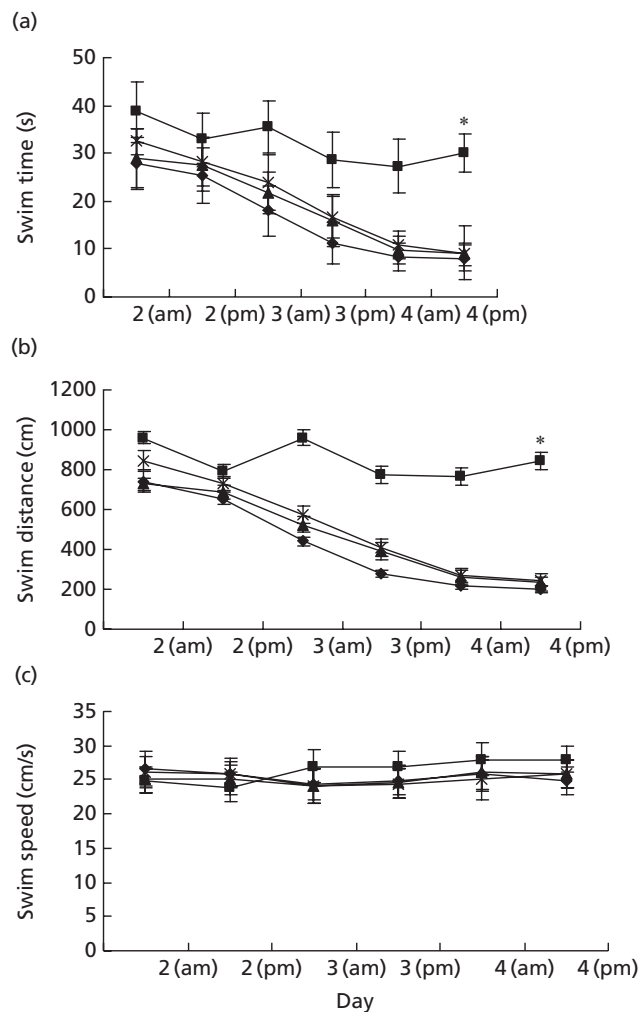 (a)
50
40
30
20
10
0
Swim time (s)
*
2 (am) 2 (pm) 3 (am) 3 (pm) 4 (am) 4 (pm)
(b)
1200
1000
800
600
400
200
0
Swim distance (cm)
*
2 (am) 2 (pm) 3 (am) 3 (pm) 4 (am) 4 (pm)
(c)
35
30
25
20
15
10
5
0
Swim speed (cm/s)
2 (am) 2 (pm) 3 (am) 3 (pm) 4 (am) 4 (pm)
Day